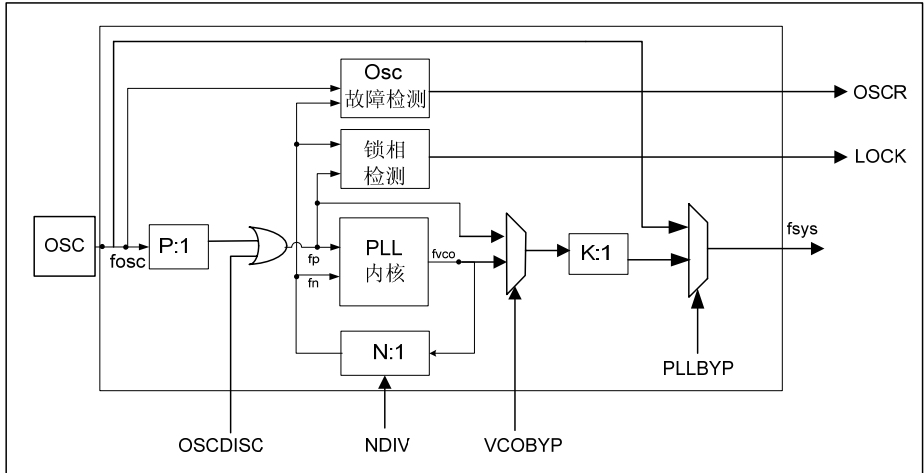 Osc
故障检测
OSCR
锁相
检测
LOCK
OSC
fosc
P:1
fp
fn
PLL
内核
fvco
K:1
fsys
N:1
PLLBYP
OSCDISC
NDIV
VCOBYP